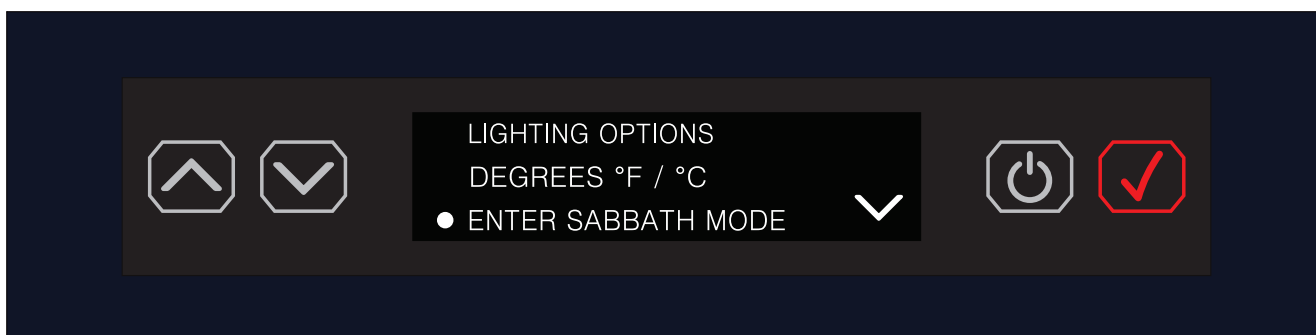 LIGHTING OPTIONS
DEGREES °F / °C
ENTER SABBATH MODE